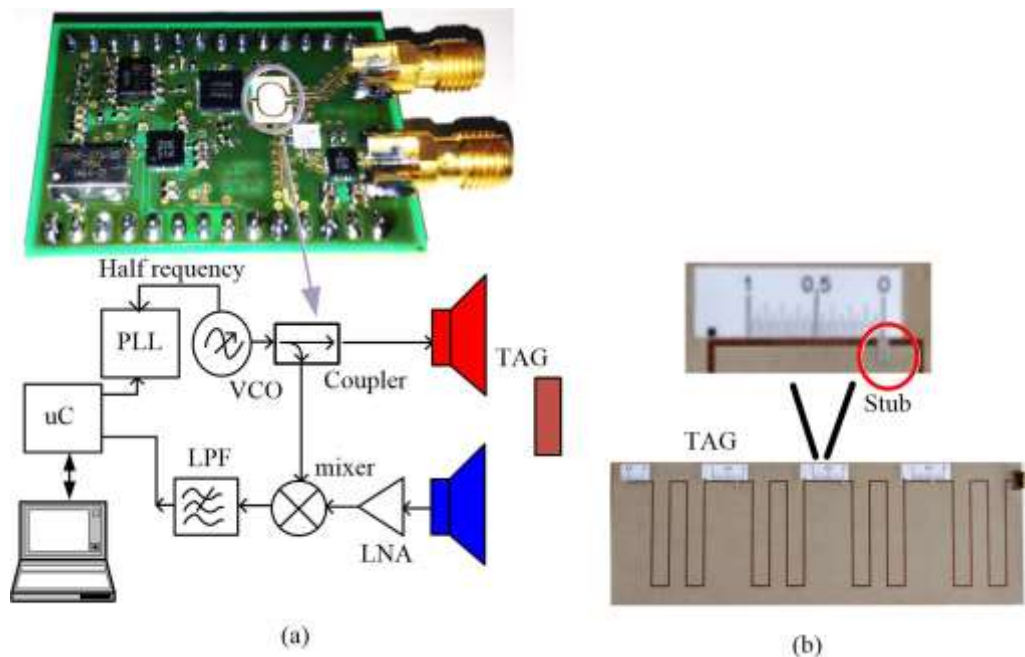 Half requency
PLL
VCO
Coupler
TAG
uC
LPF
mixer
LNA
(a)
1 0,5 0
Stub
TAG
(b)